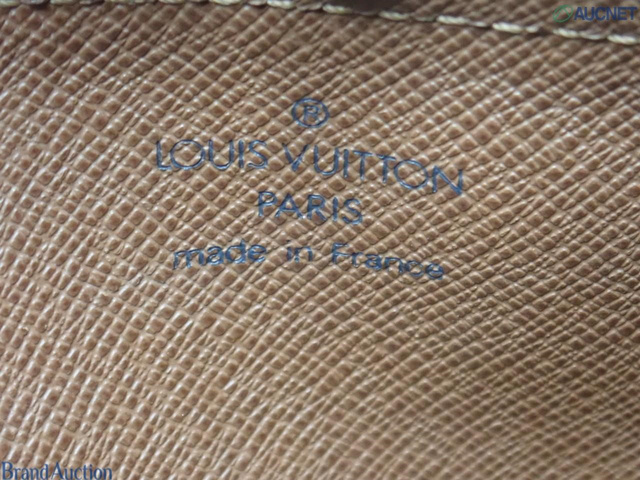 AUCNET
®
LOUIS VUITTON
PARIS
made in France
Brand Auction